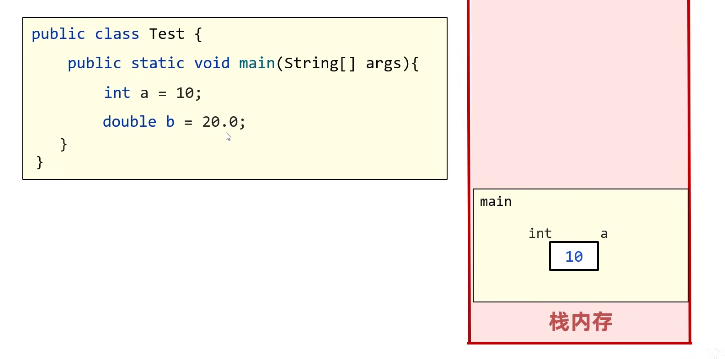 public class Test {
public static void main(String[] args){
int a = 10;
double b = 20.0;
}
}
main
int a
10
栈内存